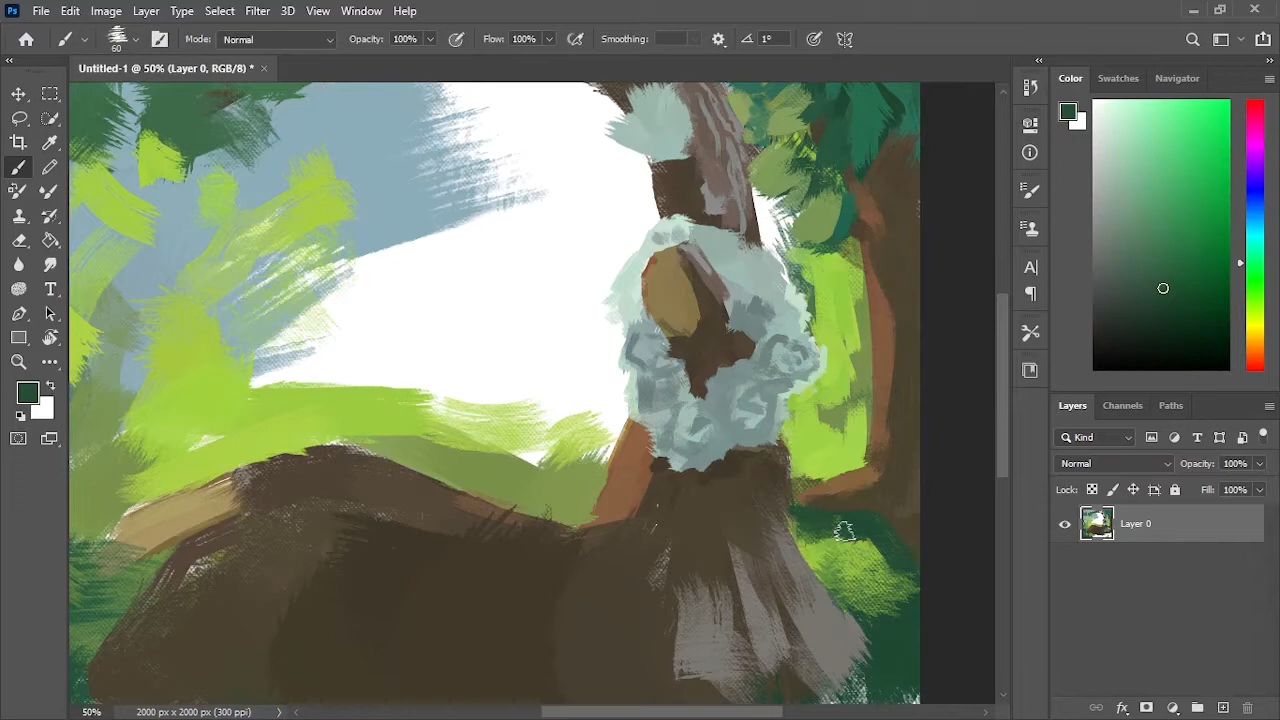 Ps File Edit Image Layer Type Select Filter 3D View Window Help
60 Mode: Normal Opacity: 100% Flow: 100% Smoothing: 1°
Untitled-1 @ 50% (Layer 0, RGB/8) * ×
Color Swatches Navigator
Layers Channels Paths
Kind
Normal Opacity: 100%
Lock: Fill: 100%
Layer 0
50% 2000 px x 2000 px (300 ppi)